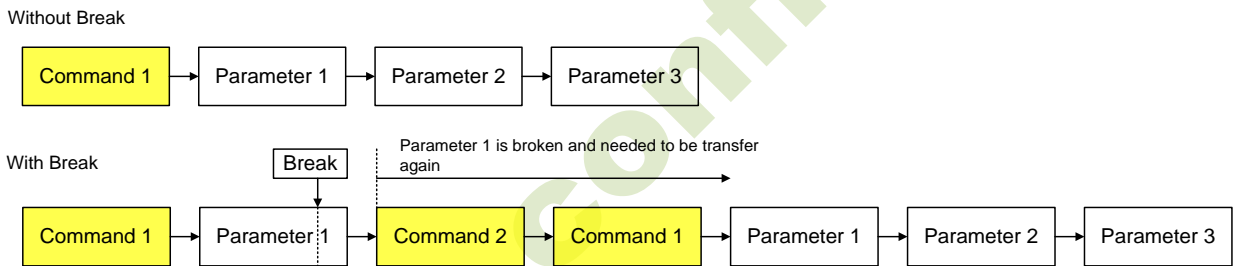 Without Break
Command 1
Parameter 1
Parameter 2
Parameter 3
With Break
Break
Parameter 1 is broken and needed to be transfer
again
Command 1
Parameter 1
Command 2
Command 1
Parameter 1
Parameter 2
Parameter 3